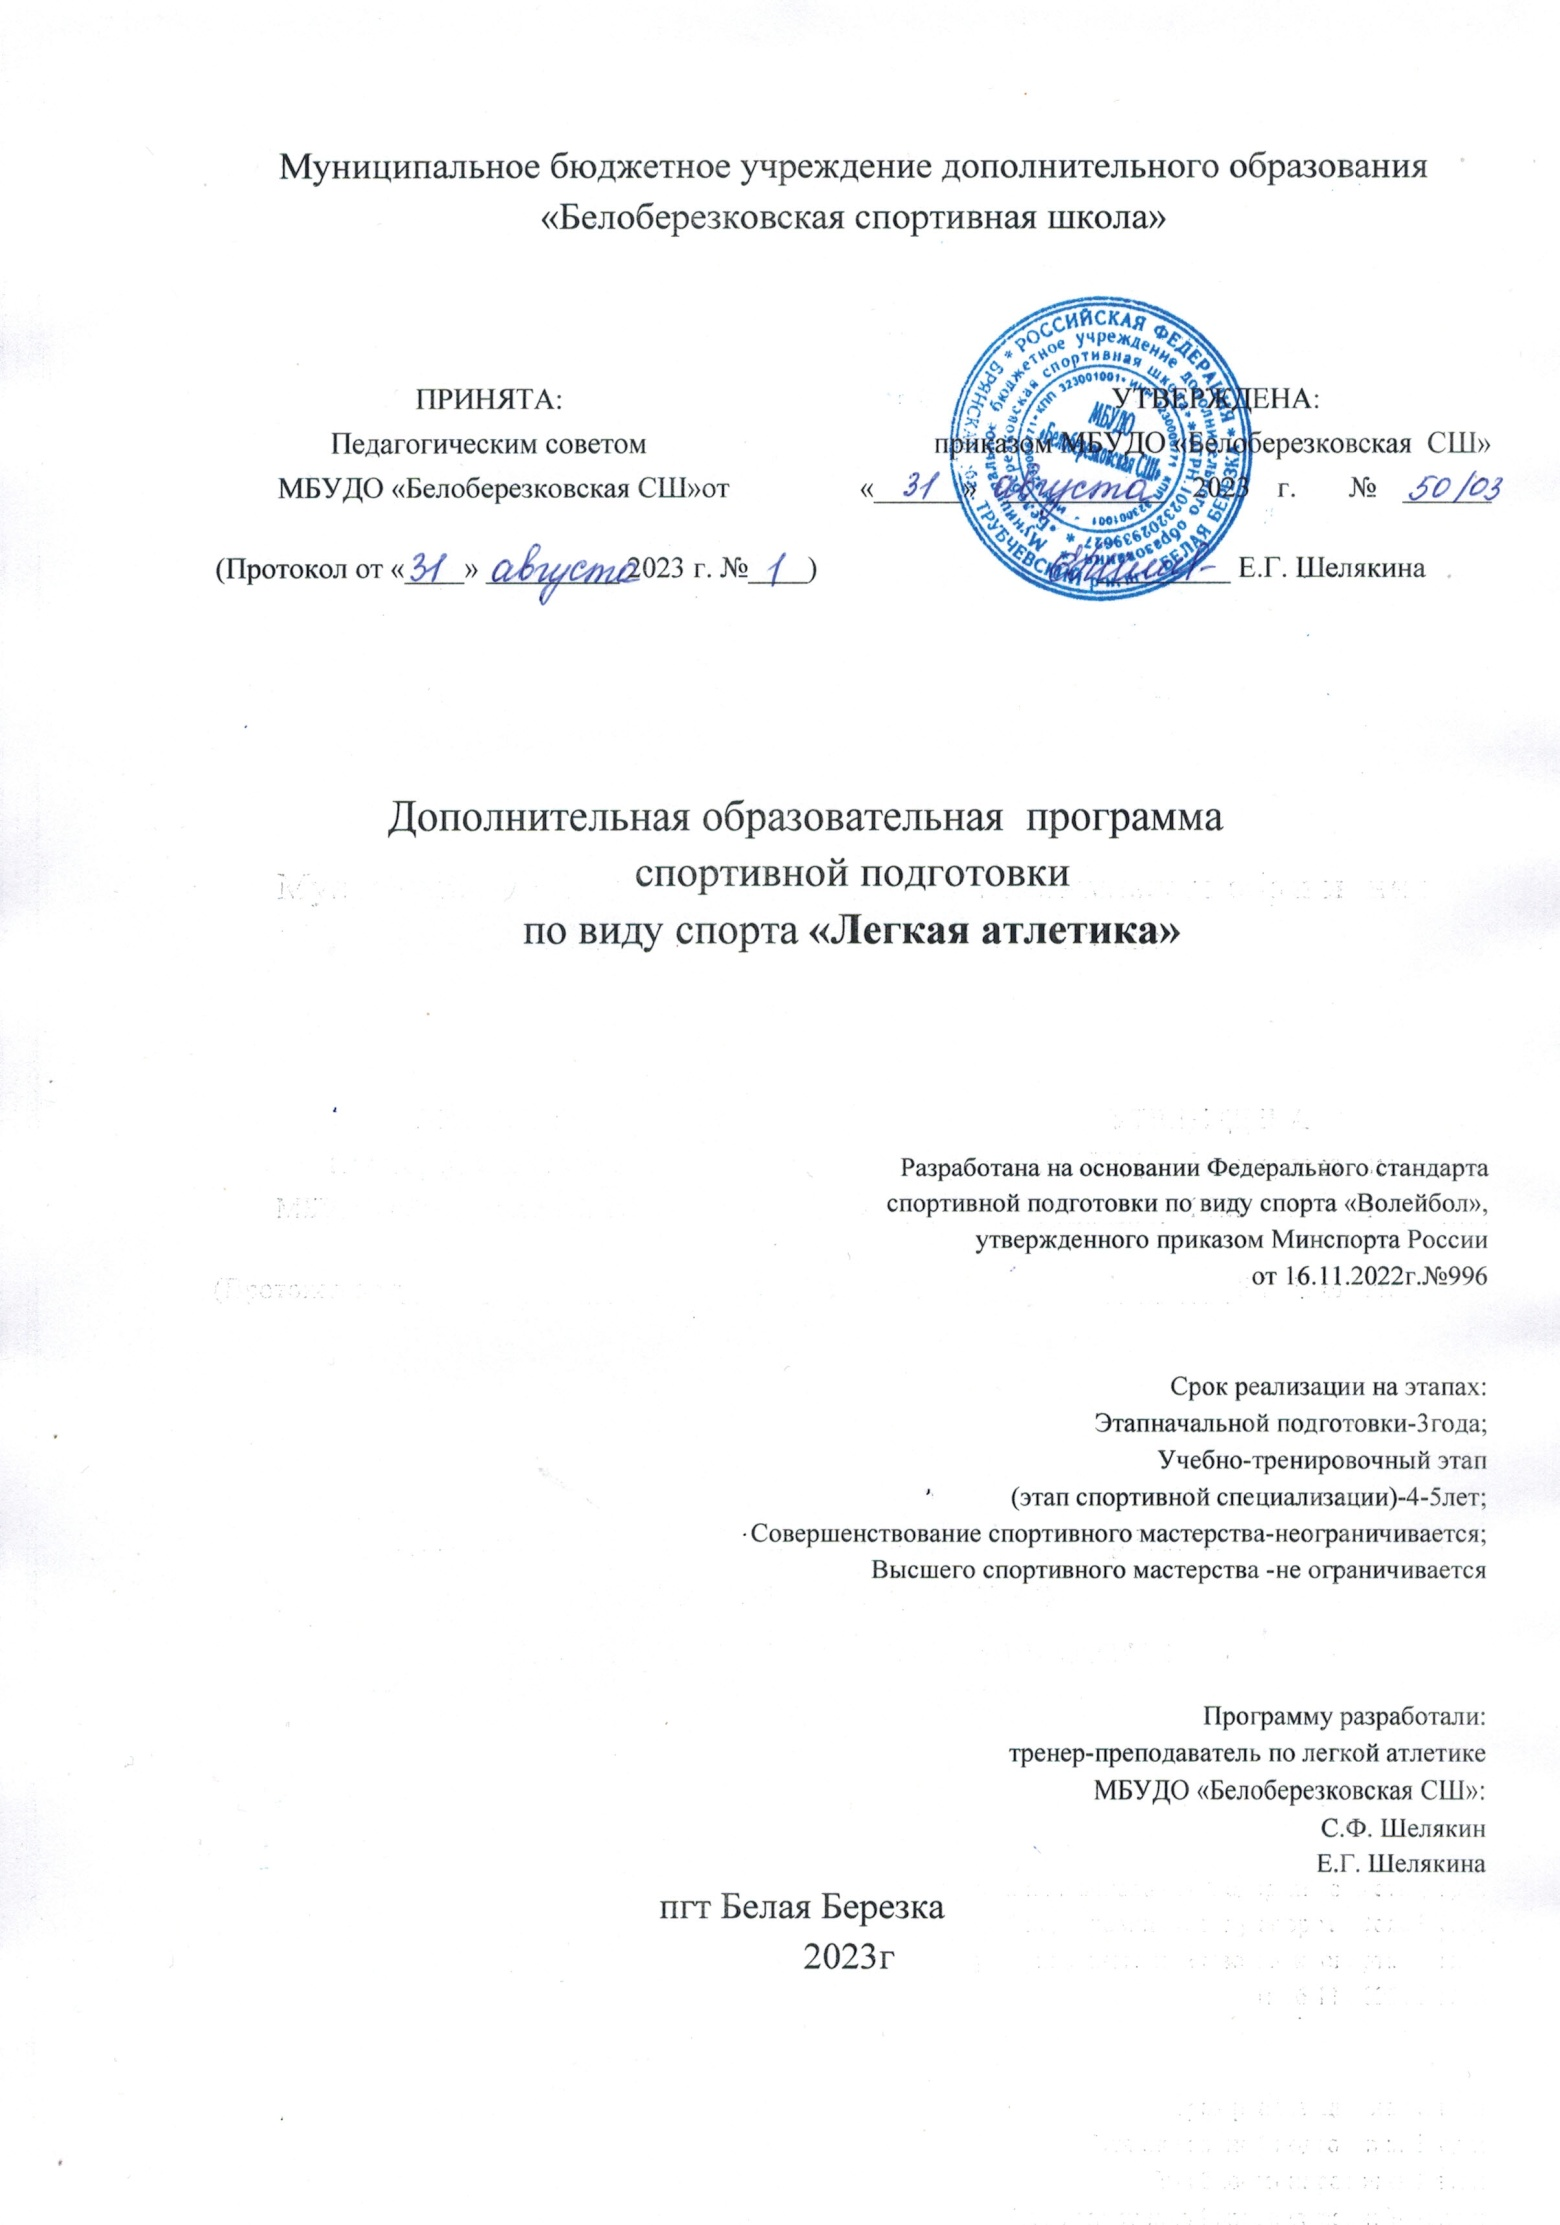 Муниципальное бюджетное учреждение дополнительного образования
«Белоберезковская спортивная школа»
ПРИНЯТА:
Педагогическим советом
МБУДО «Белоберезковская СШ»от
(Протокол от «31» августа 2023 г. № 1)
УТВЕРЖДЕНА:
приказом МБУДО «Белоберезковская СШ»
«31» августа 2023 г. № 50/03
Е.Г. Шелякина
РОССИЙСКАЯ ФЕДЕРАЦИЯ
МБУДО
«Белоберезковская СШ»
Дополнительная образовательная программа
спортивной подготовки
по виду спорта «Легкая атлетика»
Разработана на основании Федерального стандарта
спортивной подготовки по виду спорта «Волейбол»,
утвержденного приказом Минспорта России
от 16.11.2022г.№996
Срок реализации на этапах:
Этапначальной подготовки-3года;
Учебно-тренировочный этап
(этап спортивной специализации)-4-5лет;
Совершенствование спортивного мастерства-неограничивается;
Высшего спортивного мастерства -не ограничивается
Программу разработали:
тренер-преподаватель по легкой атлетике
МБУДО «Белоберезковская СШ»:
С.Ф. Шелякин
Е.Г. Шелякина
пгт Белая Березка
2023г